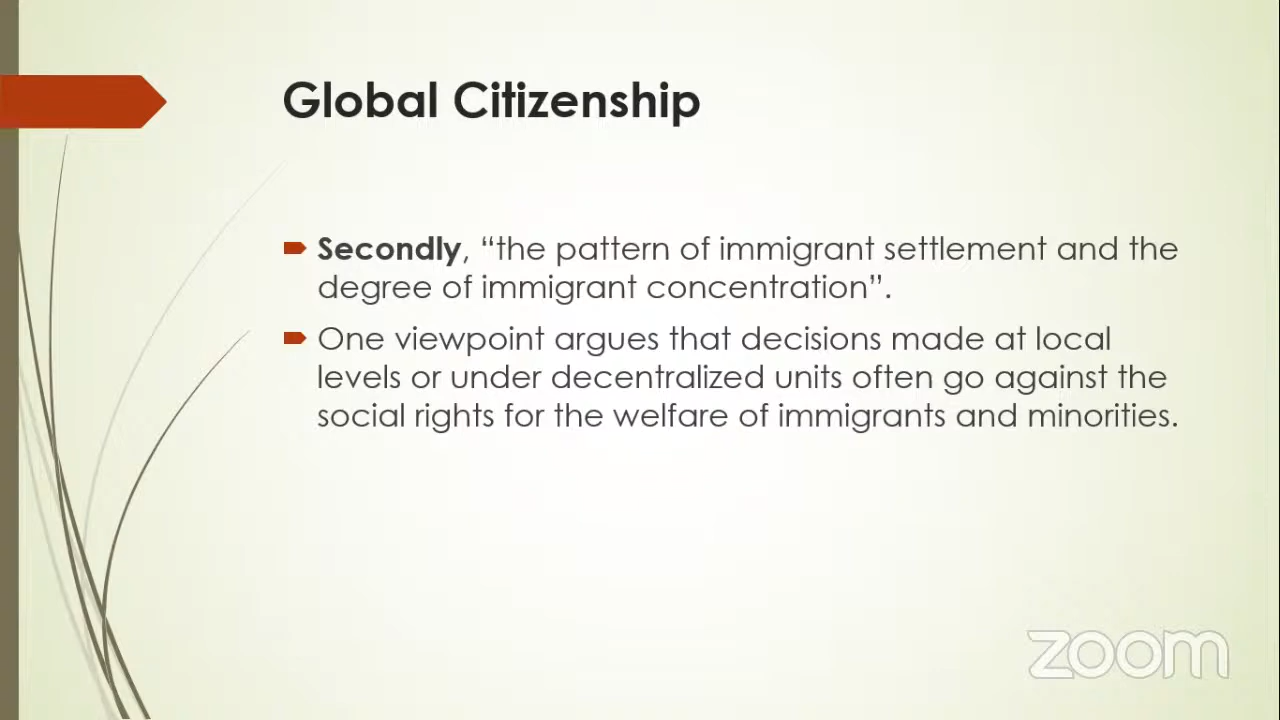 Global Citizenship
Secondly, “the pattern of immigrant settlement and the
degree of immigrant concentration”.
One viewpoint argues that decisions made at local
levels or under decentralized units often go against the
social rights for the welfare of immigrants and minorities.
zoom